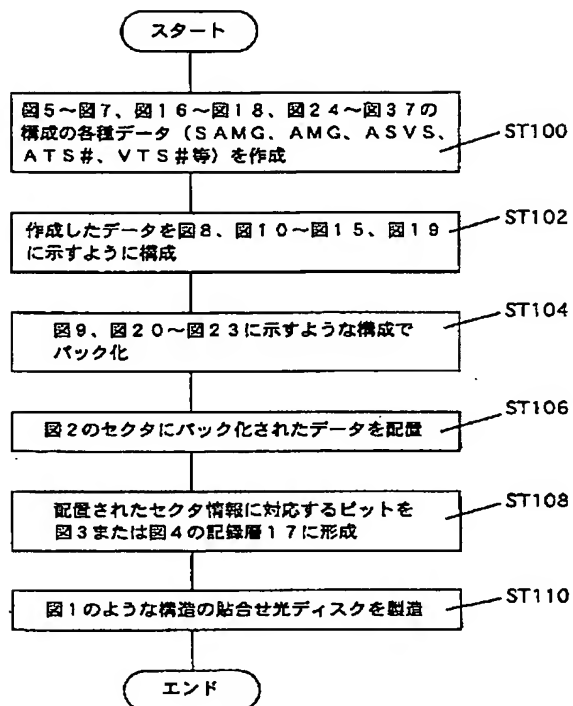 スタート
図5～図7、図16～図18、図24～図37の
構成の各種データ（SAMG、AMG、ASVS、
ATS#、VTS#等）を作成
ST100
作成したデータを図8、図10～図15、図19
に示すように構成
ST102
図9、図20～図23に示すような構成で
パック化
ST104
図2のセクタにパック化されたデータを配置
ST106
配置されたセクタ情報に対応するピットを
図3または図4の記録層17に形成
ST108
図1のような構造の貼合せ光ディスクを製造
ST110
エンド